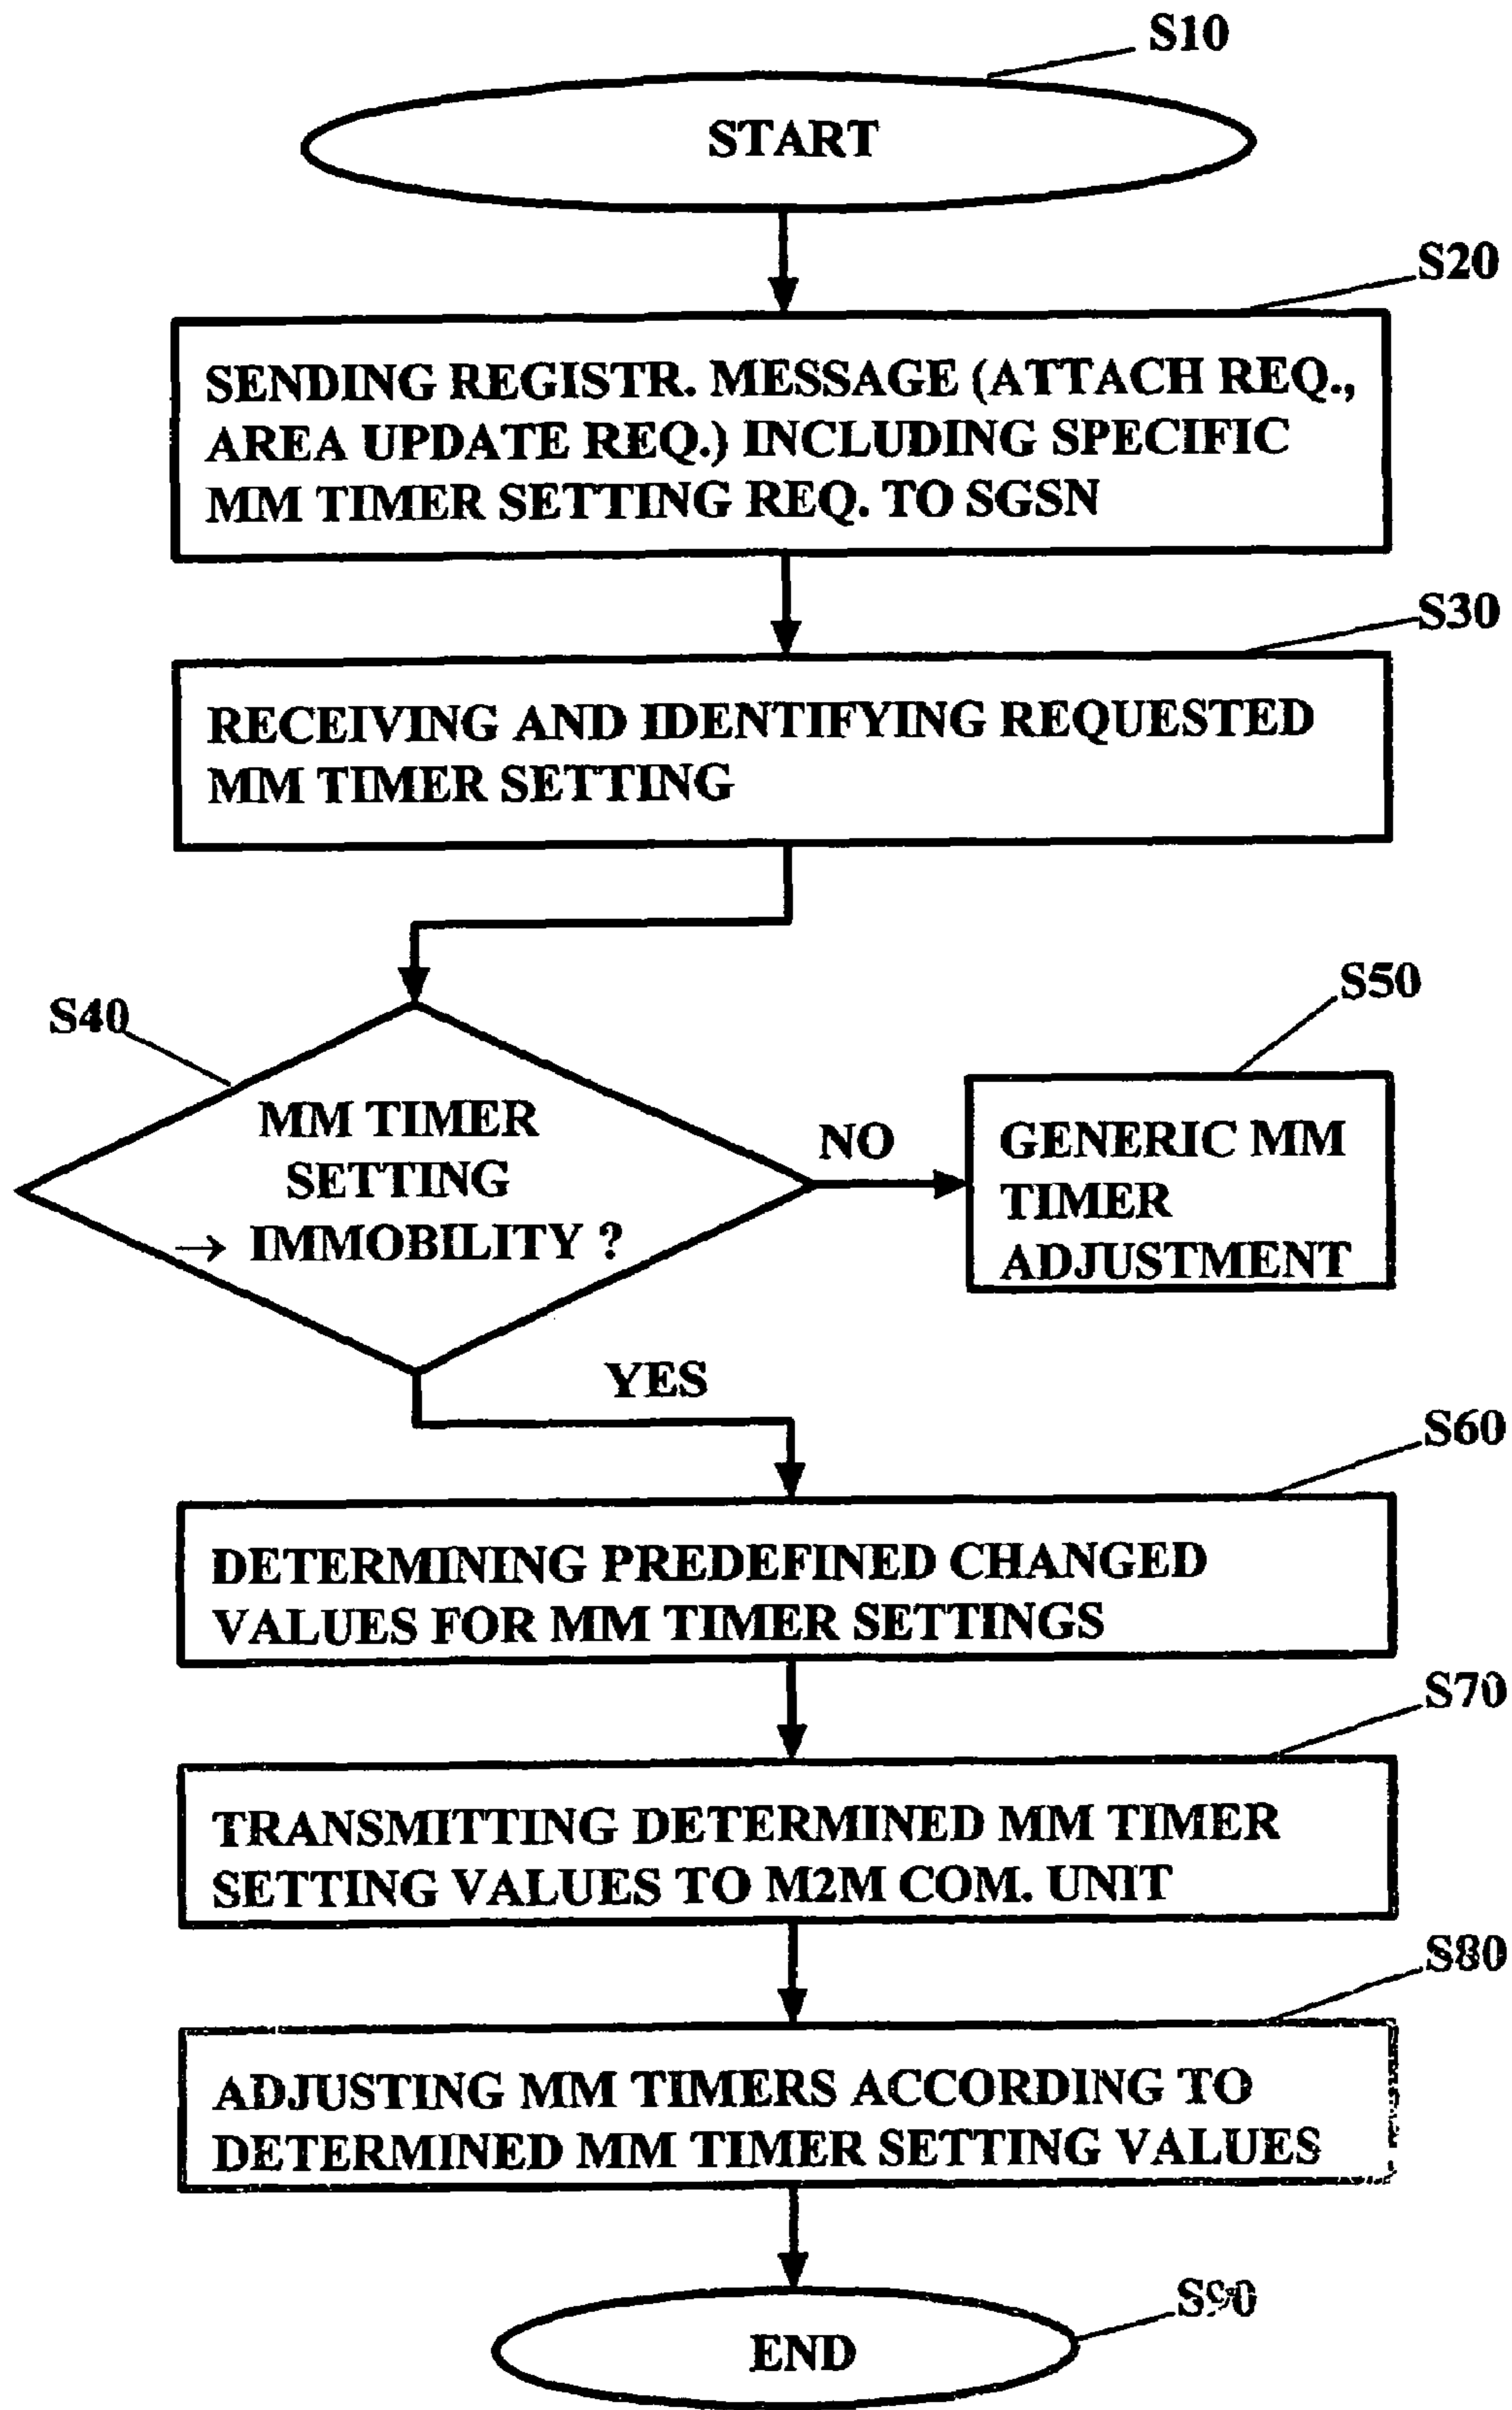 S10
START
S20
SENDING REGISTR. MESSAGE (ATTACH REQ.,
AREA UPDATE REQ.) INCLUDING SPECIFIC
MM TIMER SETTING REQ. TO SGSN
S30
RECEIVING AND IDENTIFYING REQUESTED
MM TIMER SETTING
S40
MM TIMER
SETTING
→ IMMOBILITY ?
NO
S50
GENERIC MM
TIMER
ADJUSTMENT
YES
S60
DETERMINING PREDEFINED CHANGED
VALUES FOR MM TIMER SETTINGS
S70
TRANSMITTING DETERMINED MM TIMER
SETTING VALUES TO M2M COM. UNIT
S80
ADJUSTING MM TIMERS ACCORDING TO
DETERMINED MM TIMER SETTING VALUES
S90
END